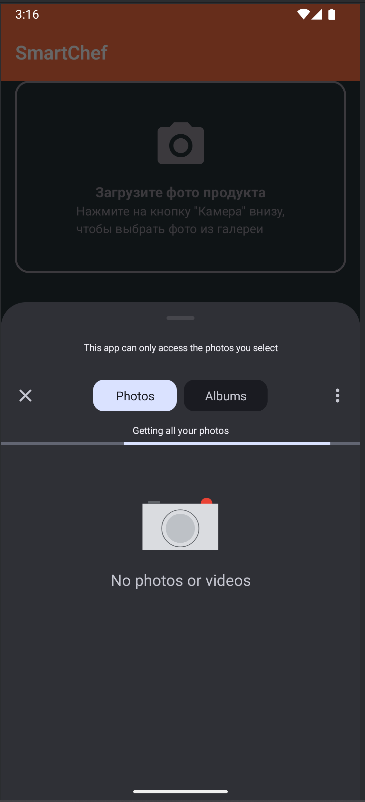 3:16
SmartChef
Загрузите фото продукта
Нажмите на кнопку "Камера" внизу,
чтобы выбрать фото из галереи
This app can only access the photos you select
Photos
Albums
Getting all your photos
No photos or videos